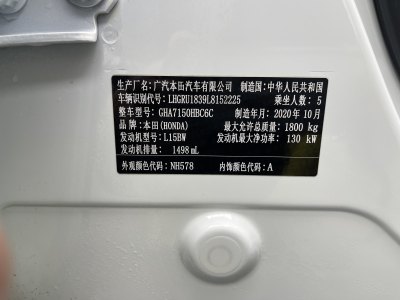 生产厂名：广汽本田汽车有限公司 制造国：中华人民共和国
车辆识别代号：LHGRU1839L8152225 乘坐人数：5
整车型号：GHA7150HBC6C 制造年月：2020年10月
品牌：本田(HONDA) 最大允许总质量：1800 kg
发动机型号：L15BW 发动机最大净功率：130 kW
发动机排量：1498 mL
外观颜色代码：NH578 内饰颜色代码：A